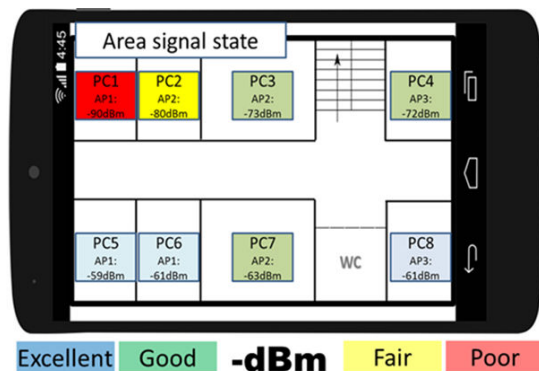 4:45
Area signal state
PC1
AP1:
-90dBm
PC2
AP2:
-80dBm
PC3
AP2:
-73dBm
PC4
AP3:
-72dBm
PC5
AP1:
-59dBm
PC6
AP1:
-61dBm
PC7
AP2:
-63dBm
WC
PC8
AP3:
-61dBm
Excellent
Good
-dBm
Fair
Poor